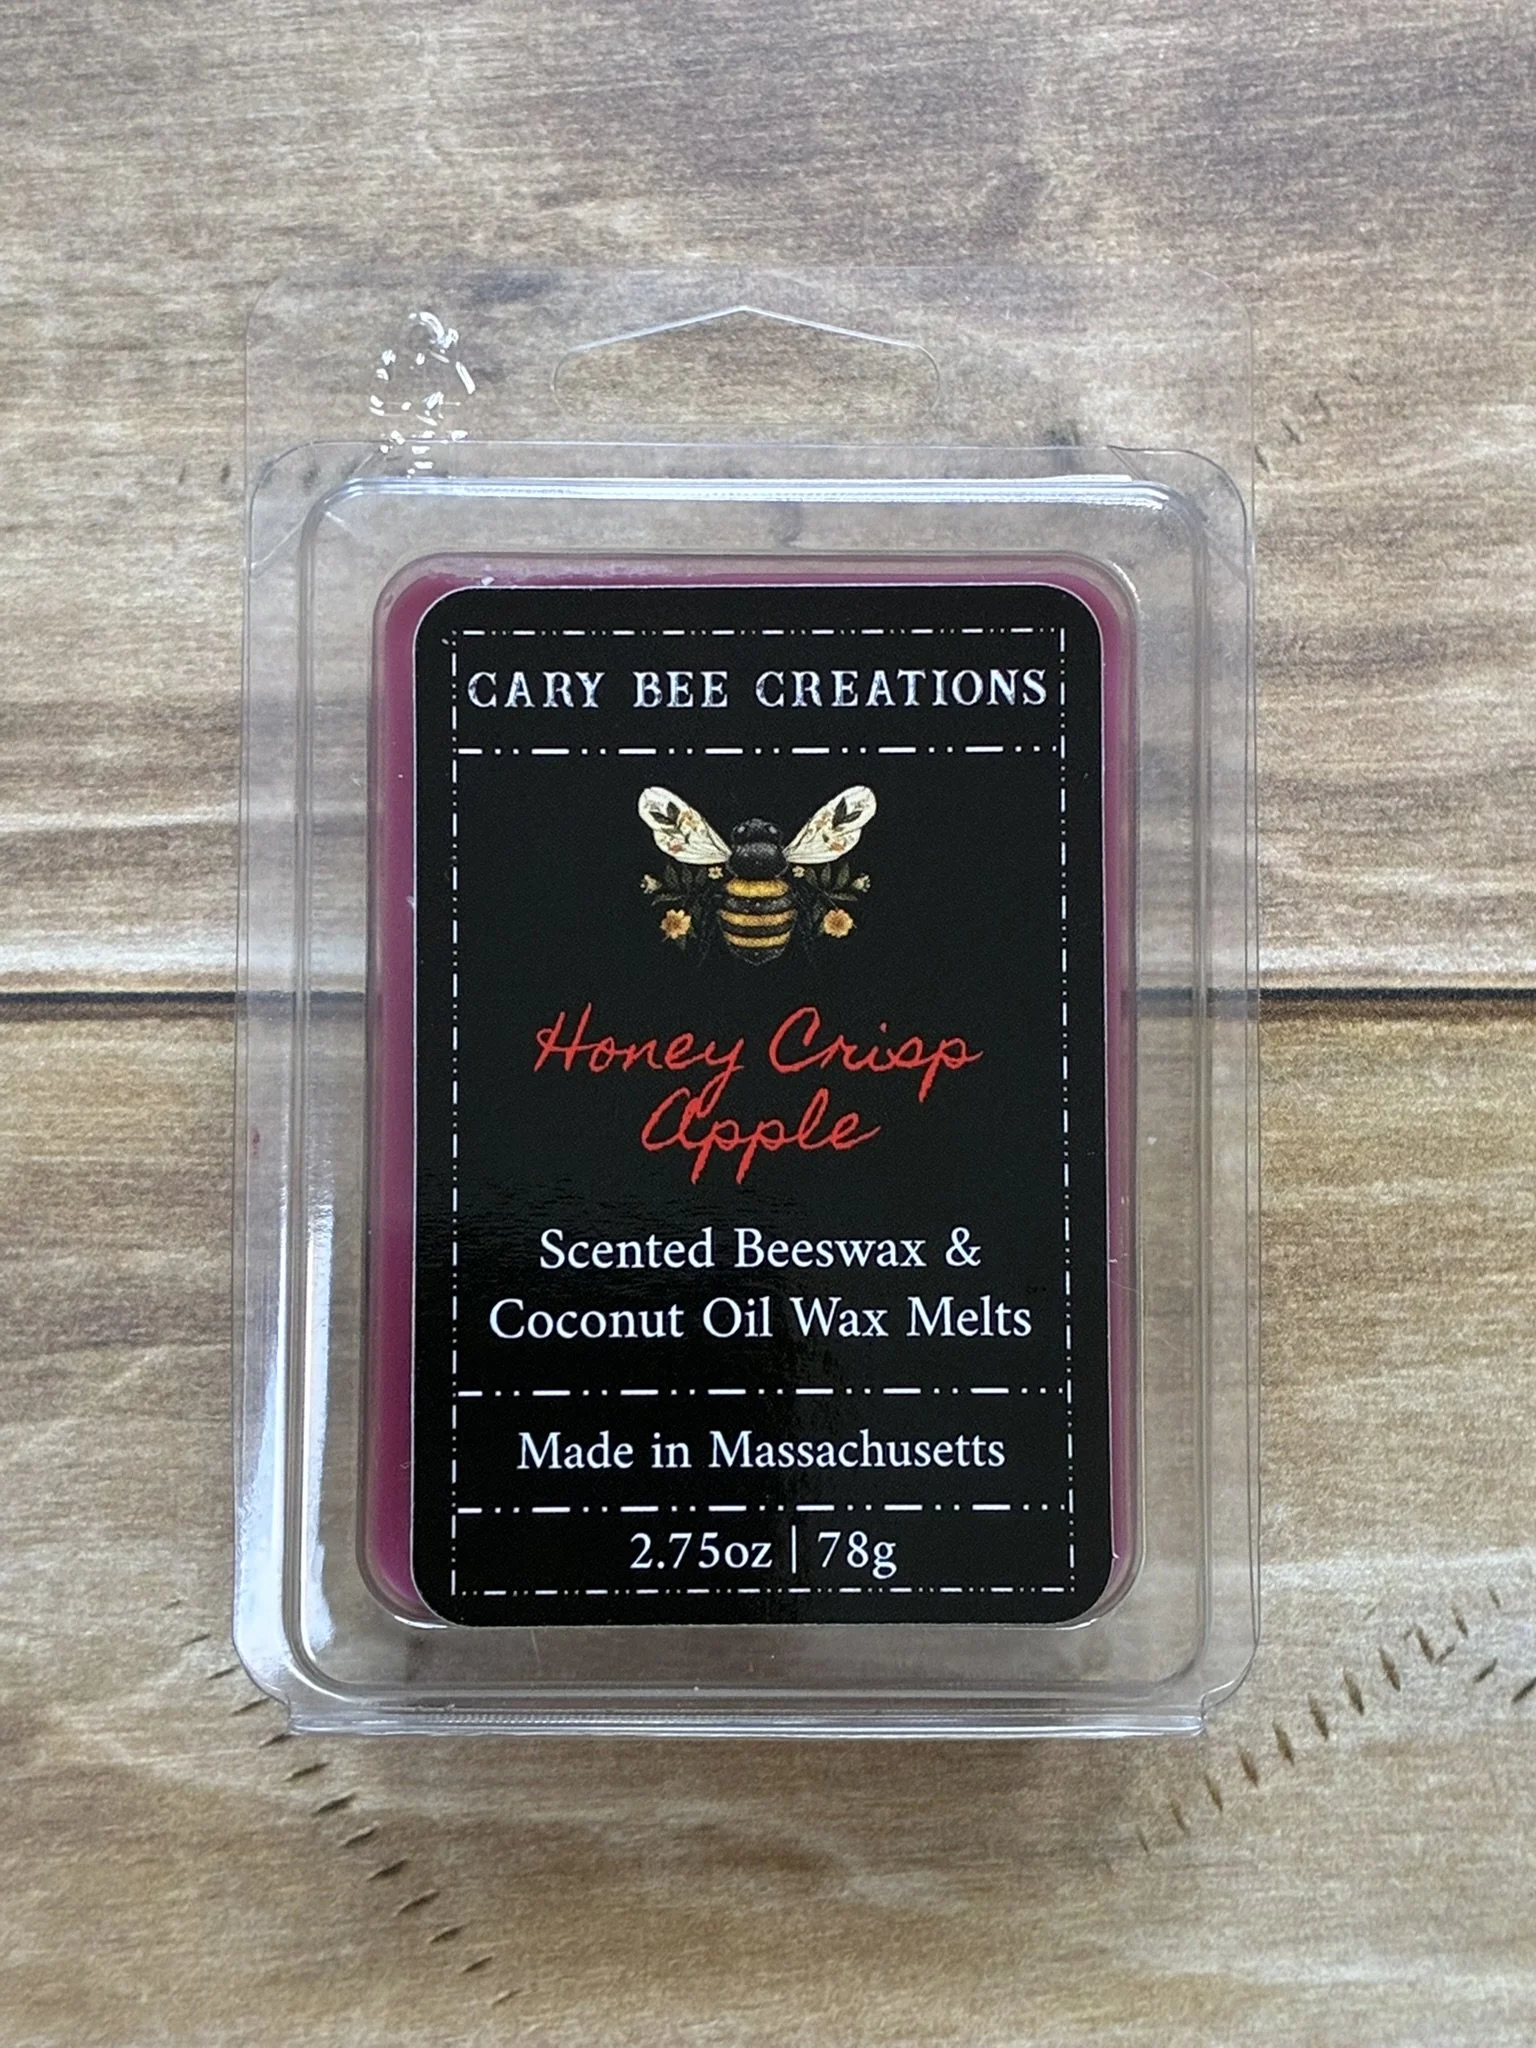 CARY BEE CREATIONS
Honey Crisp
Apple
Scented Beeswax &
Coconut Oil Wax Melts
Made in Massachusetts
2.75oz | 78g